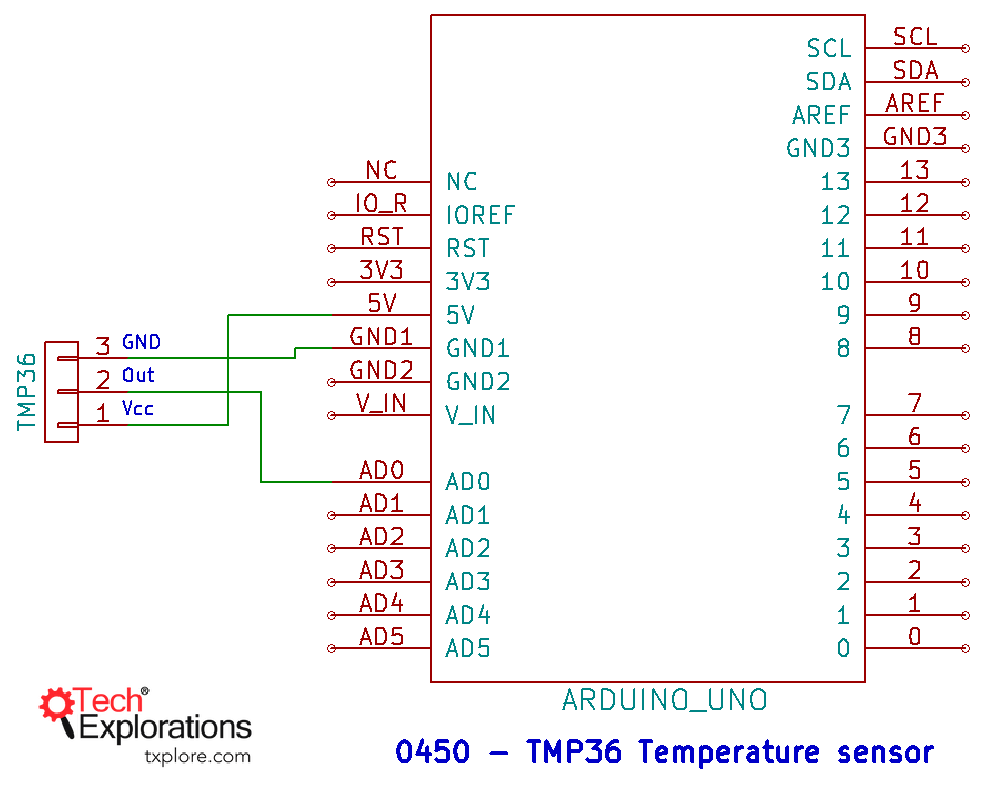 SCL SCL
SDA SDA
AREF AREF
GND3 GND3
NC NC 13 13
IO_R IOREF 12 12
RST RST 11 11
3V3 3V3 10 10
5V 5V 9 9
TMP36 3 GND GND1 GND1 8 8
2 Out GND2 GND2
1 Vcc V_IN V_IN 7 7
6 6
AD0 AD0 5 5
AD1 AD1 4 4
AD2 AD2 3 3
AD3 AD3 2 2
AD4 AD4 1 1
AD5 AD5 0 0
ARDUINO_UNO
Tech®
Explorations
txplore.com
0450 - TMP36 Temperature sensor